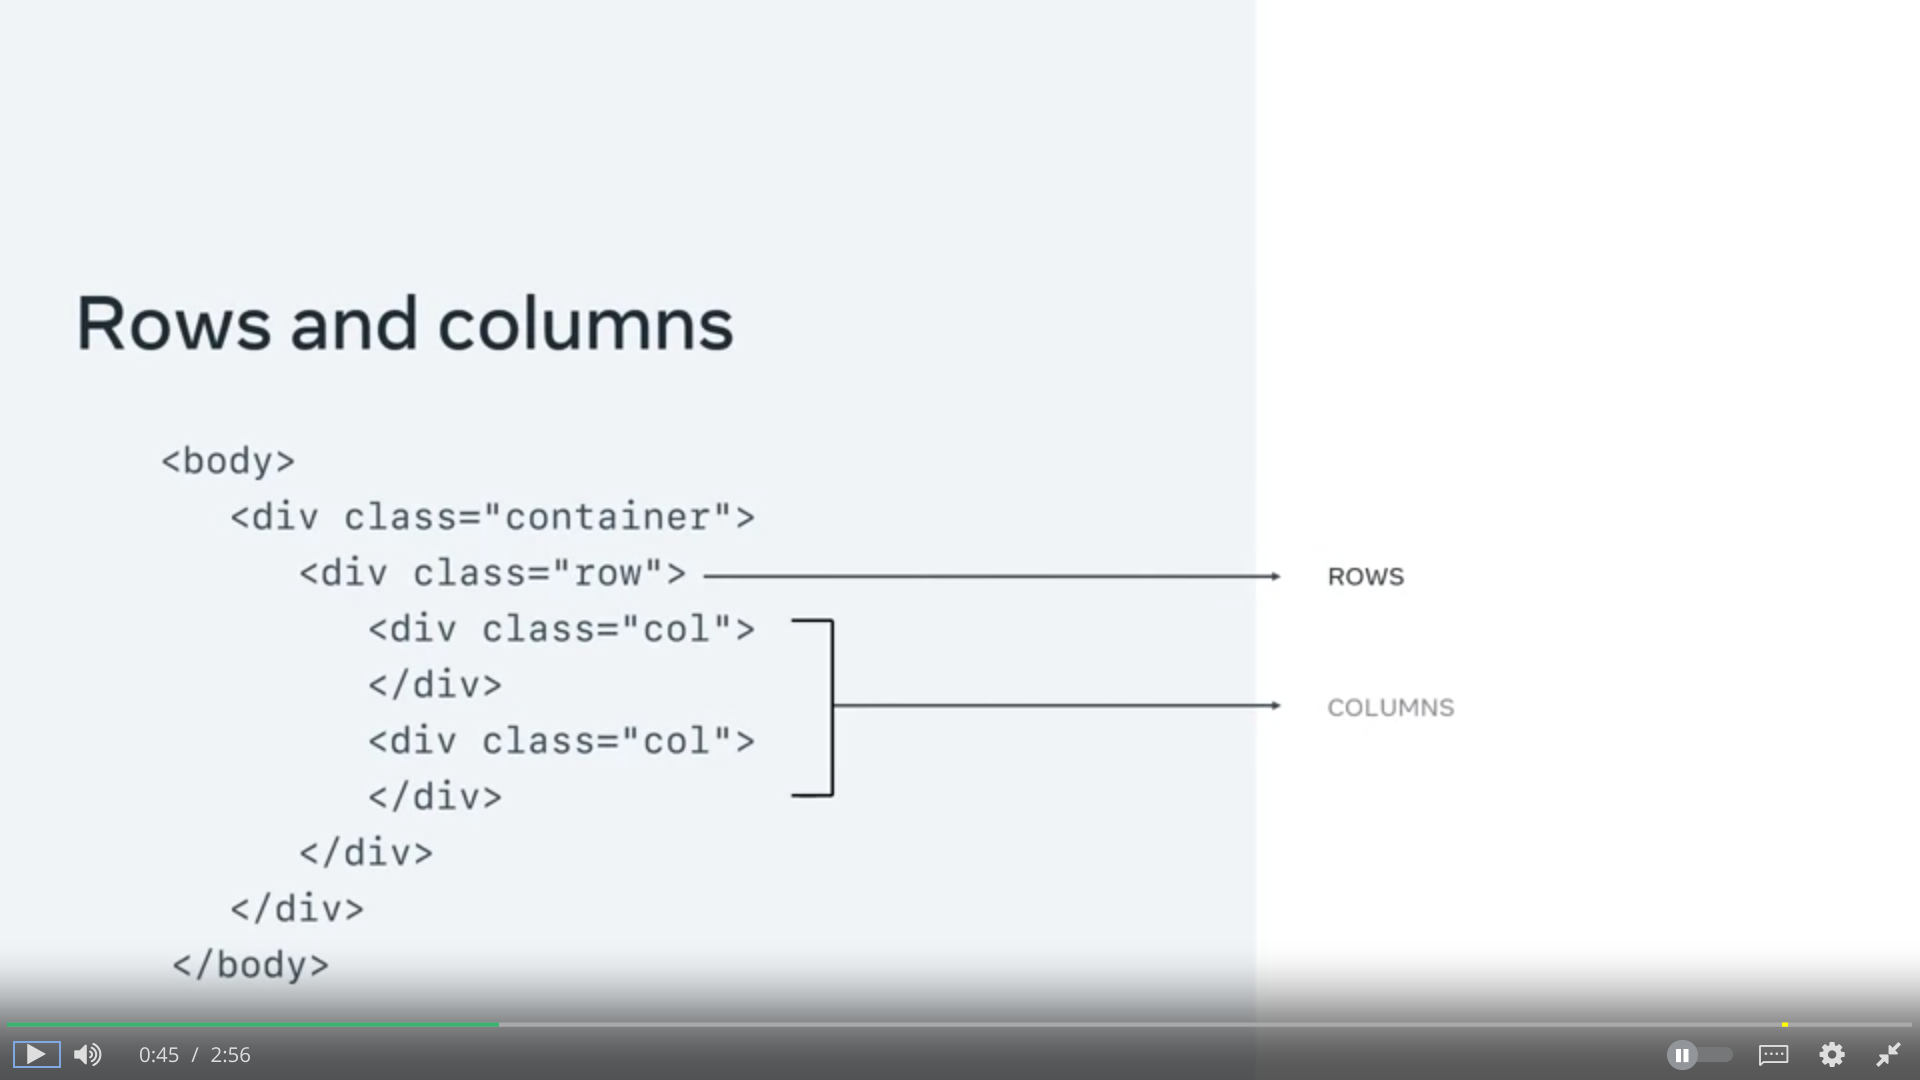 Rows and columns
<body>
<div class="container">
<div class="row">
ROWS
<div class="col">
</div>
COLUMNS
<div class="col">
</div>
</div>
</div>
</body>
0:45 / 2:56